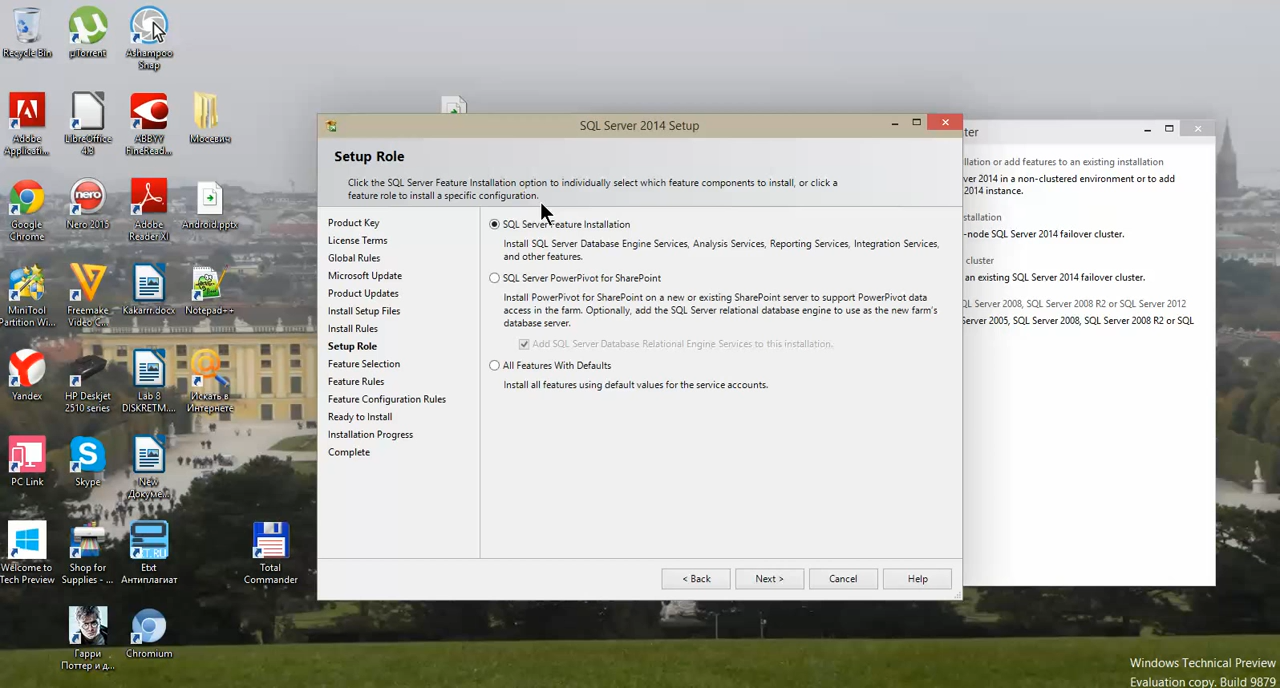 Recycle Bin
µTorrent
Ashampoo
Snap
Adobe
Applicati...
LibreOffice
4.3
ABBYY
FineRead...
Мосевич
Google
Chrome
Nero 2015
Adobe
Reader XI
Android.pptx
MiniTool
Partition Wi...
Freemake
Video C...
Kakarrr.docx
Notepad++
Yandex
HP Deskjet
2510 series
Lab 8
DISKRETM....
Искать в
Интернете
PC Link
Skype
New
Докуме...
Welcome to
Tech Preview
Shop for
Supplies - ...
Etxt
Антиплагиат
Total
Commander
Гарри
Поттер и д...
Chromium
SQL Server 2014 Setup
Setup Role
Click the SQL Server Feature Installation option to individually select which feature components to install, or click a
feature role to install a specific configuration.
Product Key
License Terms
Global Rules
Microsoft Update
Product Updates
Install Setup Files
Install Rules
Setup Role
Feature Selection
Feature Rules
Feature Configuration Rules
Ready to Install
Installation Progress
Complete
SQL Server Feature Installation
Install SQL Server Database Engine Services, Analysis Services, Reporting Services, Integration Services,
and other features.
SQL Server PowerPivot for SharePoint
Install PowerPivot for SharePoint on a new or existing SharePoint server to support PowerPivot data
access in the farm. Optionally, add the SQL Server relational database engine to use as the new farm's
database server.
Add SQL Server Database Relational Engine Services to this installation.
All Features With Defaults
Install all features using default values for the service accounts.
< Back
Next >
Cancel
Help
ter
llation or add features to an existing installation
ver 2014 in a non-clustered environment or to add
2014 instance.
stallation
-node SQL Server 2014 failover cluster.
cluster
an existing SQL Server 2014 failover cluster.
QL Server 2008, SQL Server 2008 R2 or SQL Server 2012
erver 2005, SQL Server 2008, SQL Server 2008 R2 or SQL
Windows Technical Preview
Evaluation copy. Build 9879